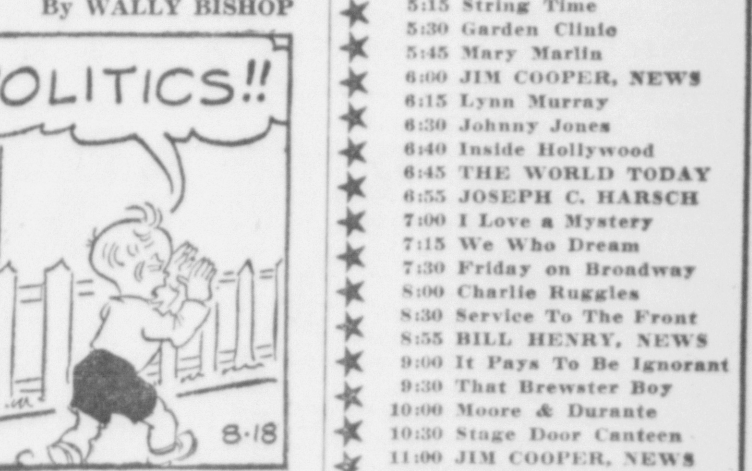 By WALLY BISHOP
OLITICS!!
8-18
5:15 String Time
5:30 Garden Clinic
5:45 Mary Marlin
6:00 JIM COOPER, NEWS
6:15 Lynn Murray
6:30 Johnny Jones
6:40 Inside Hollywood
6:45 THE WORLD TODAY
6:55 JOSEPH C. HARSCH
7:00 I Love a Mystery
7:15 We Who Dream
7:30 Friday on Broadway
8:00 Charlie Ruggles
8:30 Service To The Front
8:55 BILL HENRY, NEWS
9:00 It Pays To Be Ignorant
9:30 That Brewster Boy
10:00 Moore & Durante
10:30 Stage Door Canteen
11:00 JIM COOPER, NEWS